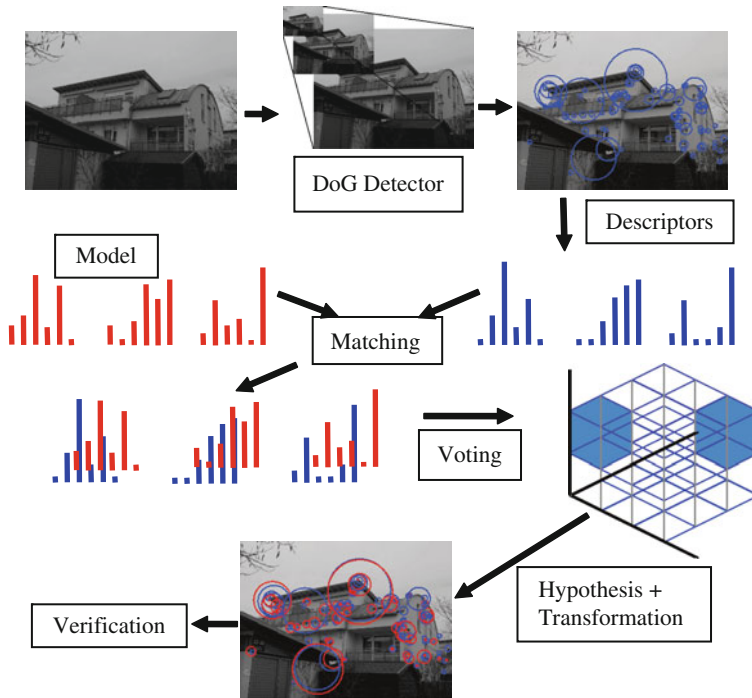 DoG Detector
Descriptors
Model
Matching
Voting
Hypothesis +
Transformation
Verification